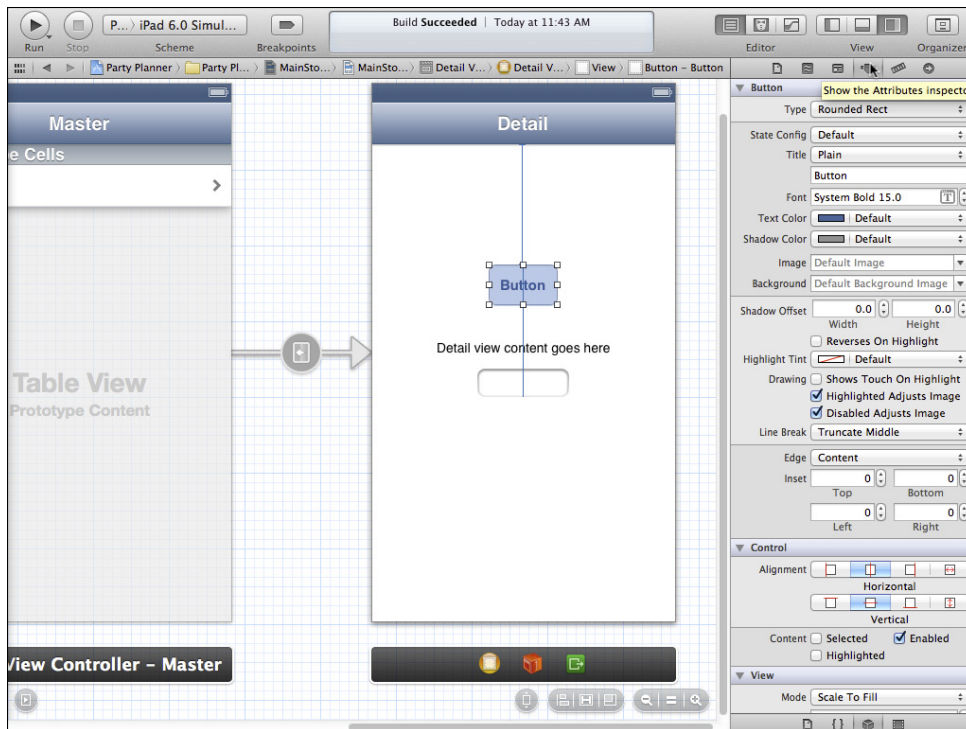 P...〉iPad 6.0 Simul...
Build Succeeded | Today at 11:43 AM
Run Stop Scheme Breakpoints Editor View Organizer
Party Planner 〉 Party Pl...〉 MainSto...〉 MainSto...〉 Detail V...〉 Detail V...〉 View 〉 Button – Button
Master
e Cells
Table View
Prototype Content
View Controller – Master
Detail
Button
Detail view content goes here
Button
Show the Attributes inspecto
Type Rounded Rect
State Config Default
Title Plain
Button
Font System Bold 15.0 T
Text Color Default
Shadow Color Default
Image Default Image
Background Default Background Image
Shadow Offset 0.0 0.0
Width Height
Reverses On Highlight
Highlight Tint Default
Drawing Shows Touch On Highlight
Highlighted Adjusts Image
Disabled Adjusts Image
Line Break Truncate Middle
Edge Content
Inset 0 0
Top Bottom
0 0
Left Right
Control
Alignment
Horizontal
Vertical
Content Selected Enabled
Highlighted
View
Mode Scale To Fill
{ }